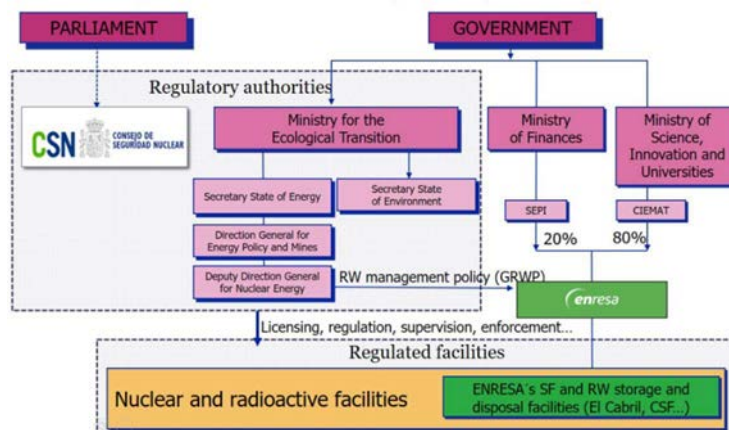 PARLIAMENT
GOVERNMENT
Regulatory authorities
CSN
CONSEJO DE
SEGURIDAD NUCLEAR
Ministry for the
Ecological Transition
Ministry
of Finances
Ministry of
Science,
Innovation and
Universities
Secretary State of Energy
Secretary State
of Environment
SEPI
CIEMAT
Direction General for
Energy Policy and Mines
20%
80%
Deputy Direction General
for Nuclear Energy
RW management policy (GRWP)
enresa
Licensing, regulation, supervision, enforcement...
Regulated facilities
Nuclear and radioactive facilities
ENRESA´s SF and RW storage and
disposal facilities (El Cabril, CSF...)